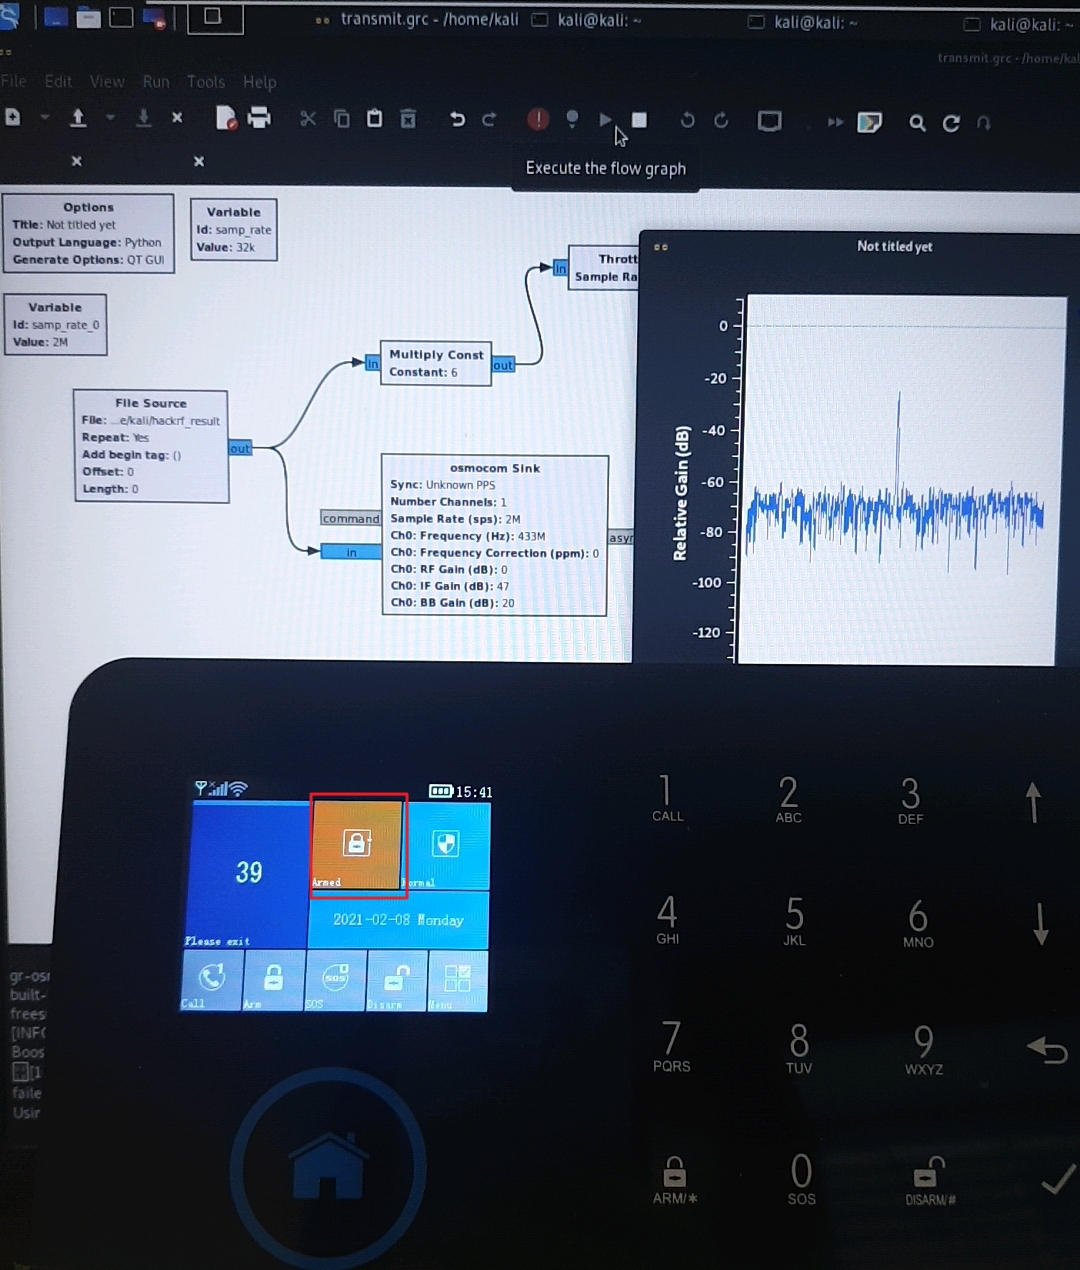 transmit.grc - /home/kali
kali@kali: ~
kali@kali: ~
kali@kali: ~
transmit.grc - /home/kal
File Edit View Run Tools Help
Execute the flow graph
Options
Title: Not titled yet
Output Language: Python
Generate Options: QT GUI
Variable
Id: samp_rate
Value: 32k
Variable
Id: samp_rate_0
Value: 2M
in
Thrott
Sample Ra
in
Multiply Const
Constant: 6
out
File Source
File: ...e/kali/hackrf_result
Repeat: Yes
Add begin tag: ()
Offset: 0
Length: 0
out
command
in
osmocom Sink
Sync: Unknown PPS
Number Channels: 1
Sample Rate (sps): 2M
Ch0: Frequency (Hz): 433M
Ch0: Frequency Correction (ppm): 0
Ch0: RF Gain (dB): 0
Ch0: IF Gain (dB): 47
Ch0: BB Gain (dB): 20
asyn
Not titled yet
Relative Gain (dB)
0
-20
-40
-60
-80
-100
-120
gr-osm
built-
frees
[INFO
Boos
[1
faile
Usin
15:41
39
Please exit
Armed
Normal
2021-02-08 Monday
Call
Arm
SOS
SOS
Disarm
Menu
1
CALL
2
ABC
3
DEF
4
GHI
5
JKL
6
MNO
7
PQRS
8
TUV
9
WXYZ
ARM/*
0
SOS
DISARM/#